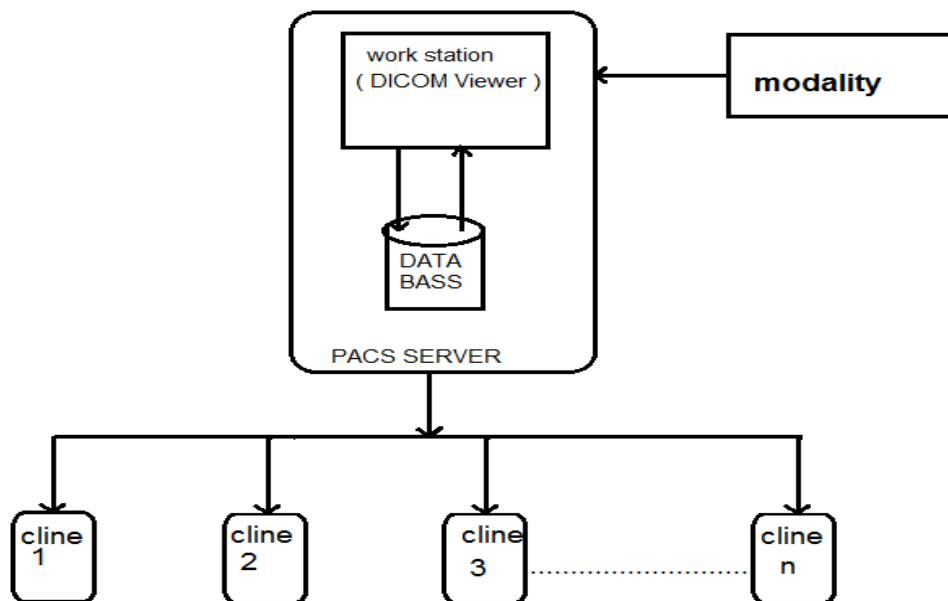 work station
( DICOM Viewer )
modality
DATA
BASS
PACS SERVER
cline
1
cline
2
cline
3
cline
n